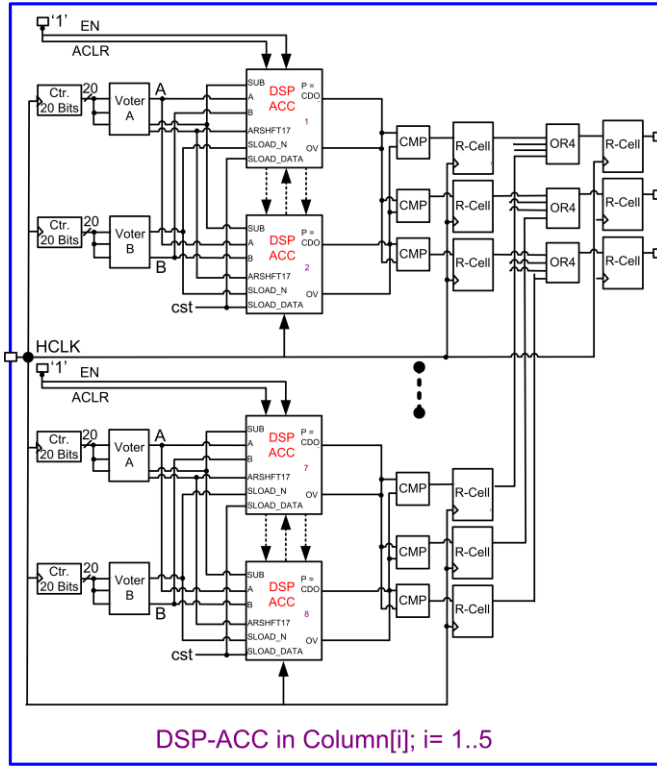 '1'
EN
ACLR
Ctr.
20 Bits
20
Voter
A
A
SUB
A
B
ARSHFT17
SLOAD_N
SLOAD_DATA
DSP
ACC
1
P =
CDO
OV
CMP
R-Cell
OR4
R-Cell
Ctr.
20 Bits
20
Voter
B
B
cst
SUB
A
B
ARSHFT17
SLOAD_N
SLOAD_DATA
DSP
ACC
2
P =
CDO
OV
CMP
R-Cell
OR4
R-Cell
CMP
R-Cell
OR4
R-Cell
HCLK
'1'
EN
ACLR
Ctr.
20 Bits
20
Voter
A
A
SUB
A
B
ARSHFT17
SLOAD_N
SLOAD_DATA
DSP
ACC
7
P =
CDO
OV
CMP
R-Cell
Ctr.
20 Bits
20
Voter
B
B
cst
SUB
A
B
ARSHFT17
SLOAD_N
SLOAD_DATA
DSP
ACC
8
P =
CDO
OV
CMP
R-Cell
CMP
R-Cell
DSP-ACC in Column[i]; i= 1..5